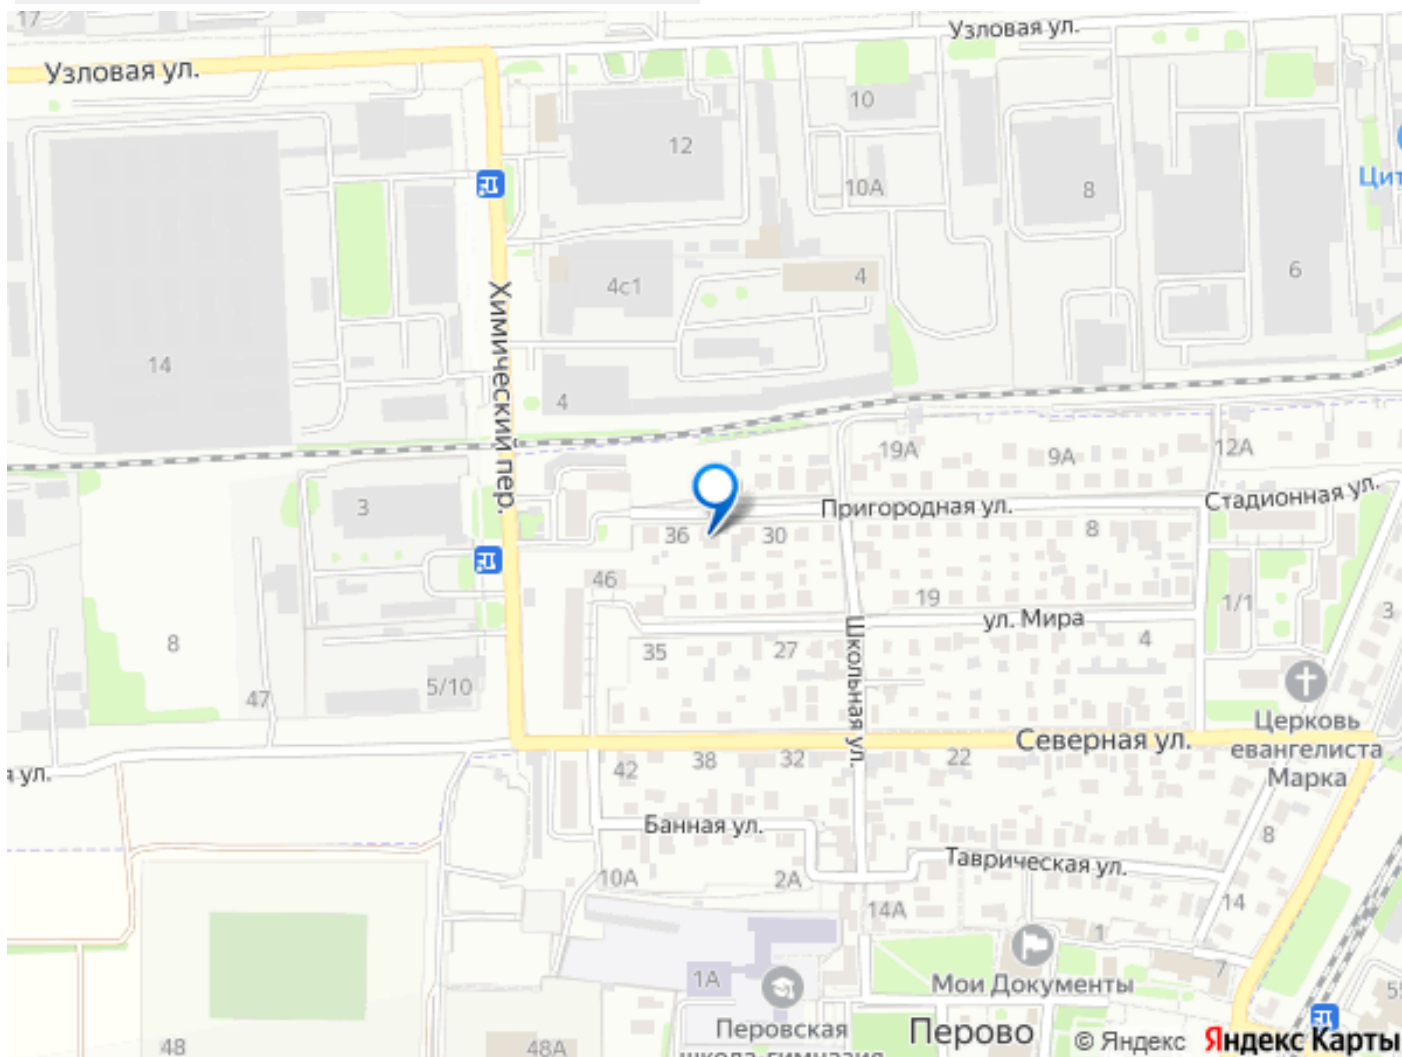 17
Узловая ул.
Узловая ул.
10
12
10А
8
Цит
6
4с1
4
Химический пер.
14
4
19А
9А
12А
3
Пригородная ул.
Стадионная ул.
36
30
8
46
19
1/1
3
ул. Мира
4
8
35
27
Школьная ул.
5/10
47
Церковь
евангелиста
Марка
Северная ул.
38
32
22
42
я ул.
Банная ул.
8
Таврическая ул.
10А
2А
14А
14
1
7
1А
Мои Документы
55
Перовская
школа-гимназия
Перово
48
48А
© Яндекс Яндекс Карты